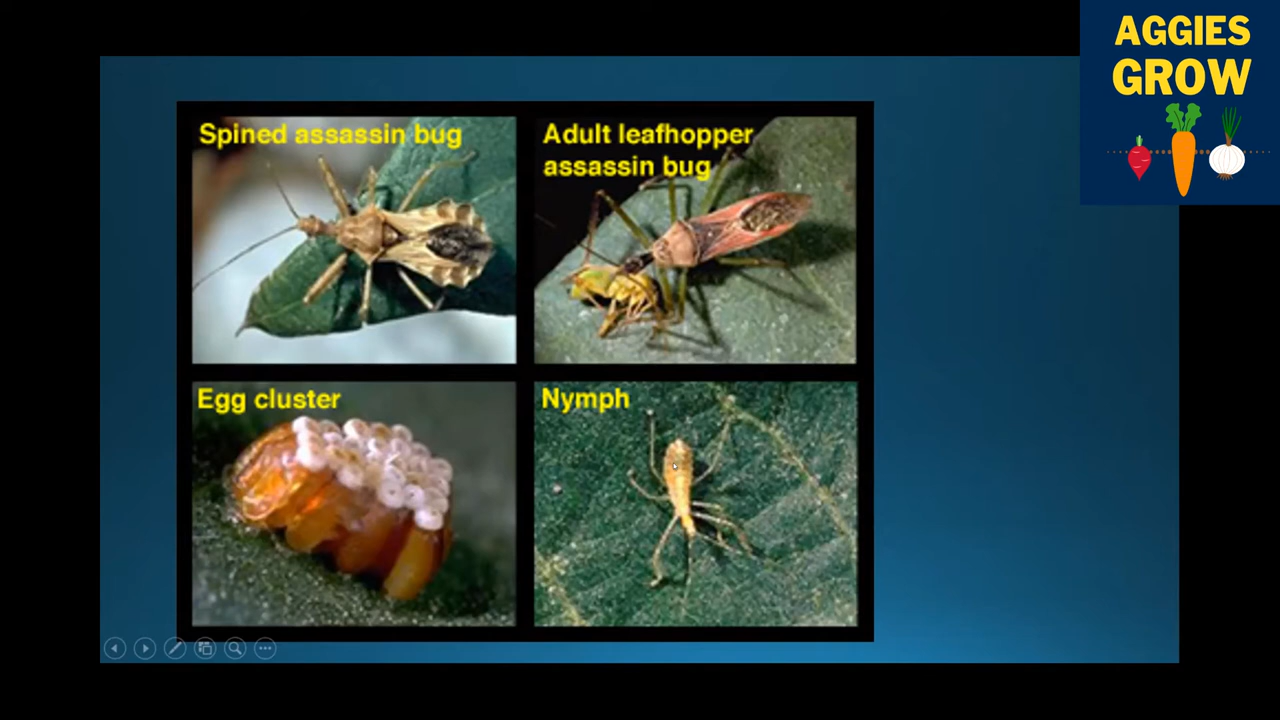 AGGIES
GROW
Spined assassin bug
Adult leafhopper
assassin bug
Egg cluster
Nymph